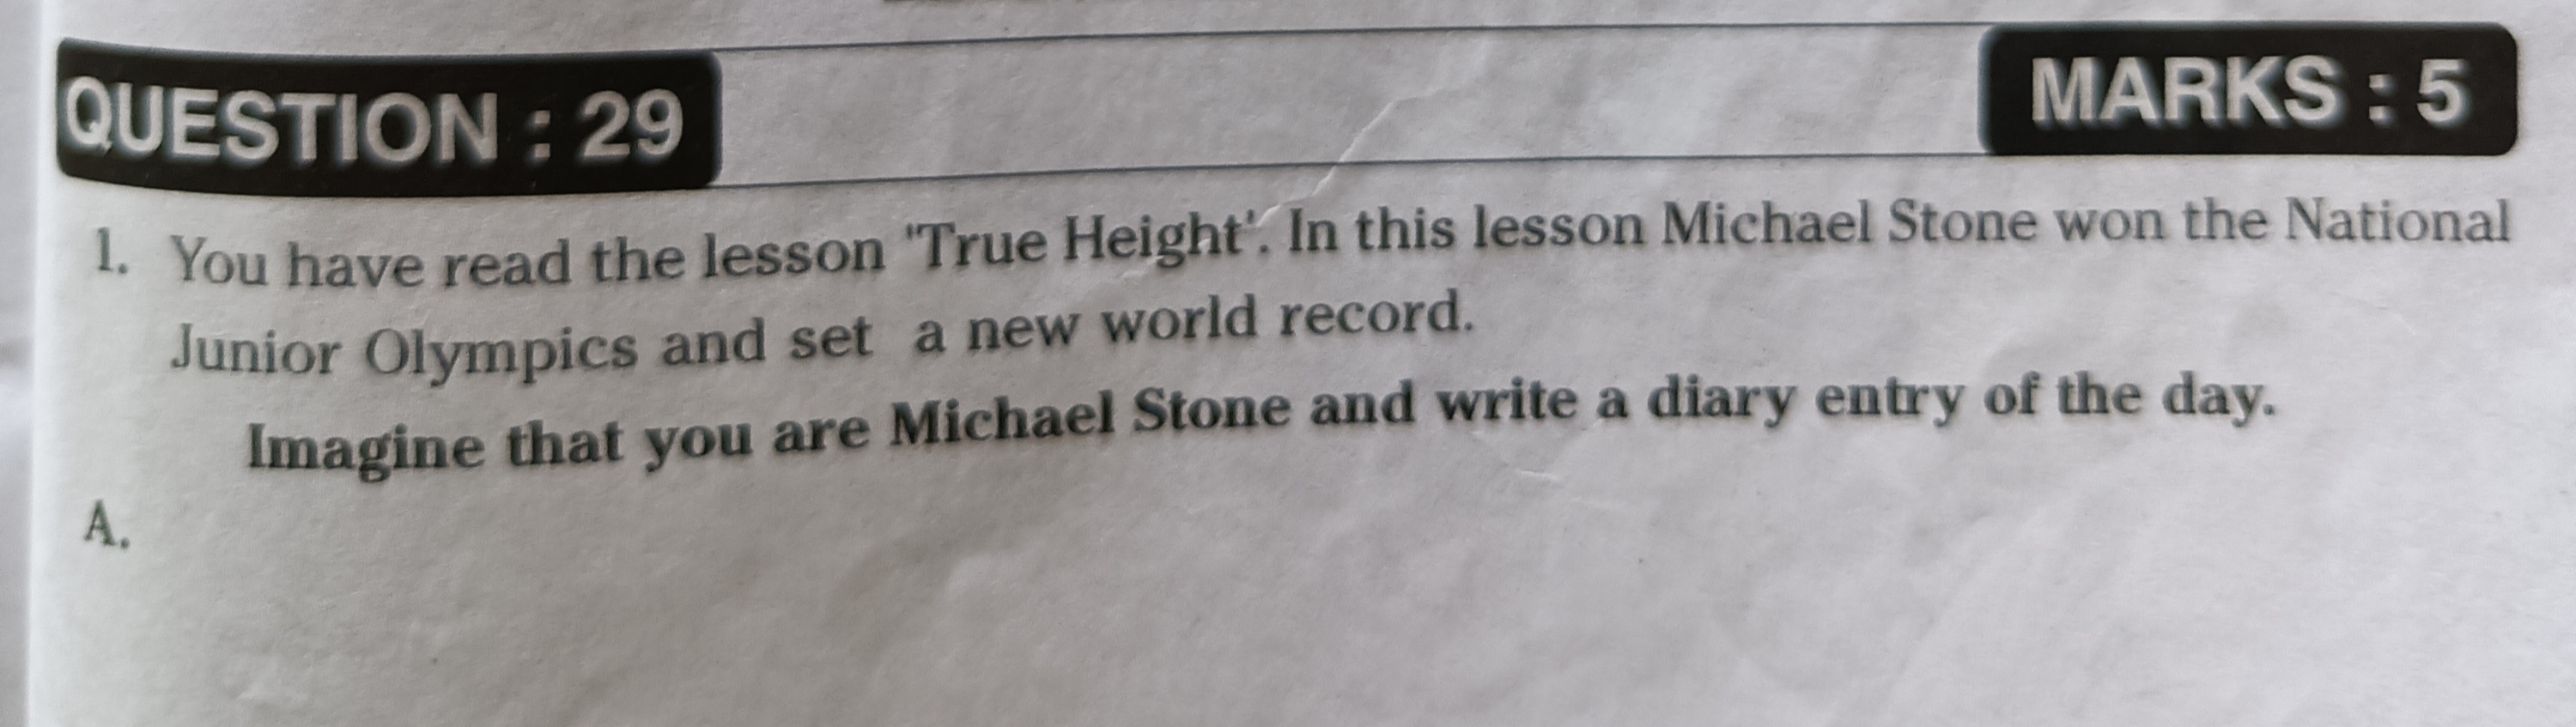 QUESTION : 29
MARKS : 5
1. You have read the lesson 'True Height'. In this lesson Michael Stone won the National
Junior Olympics and set a new world record.
Imagine that you are Michael Stone and write a diary entry of the day.
A.